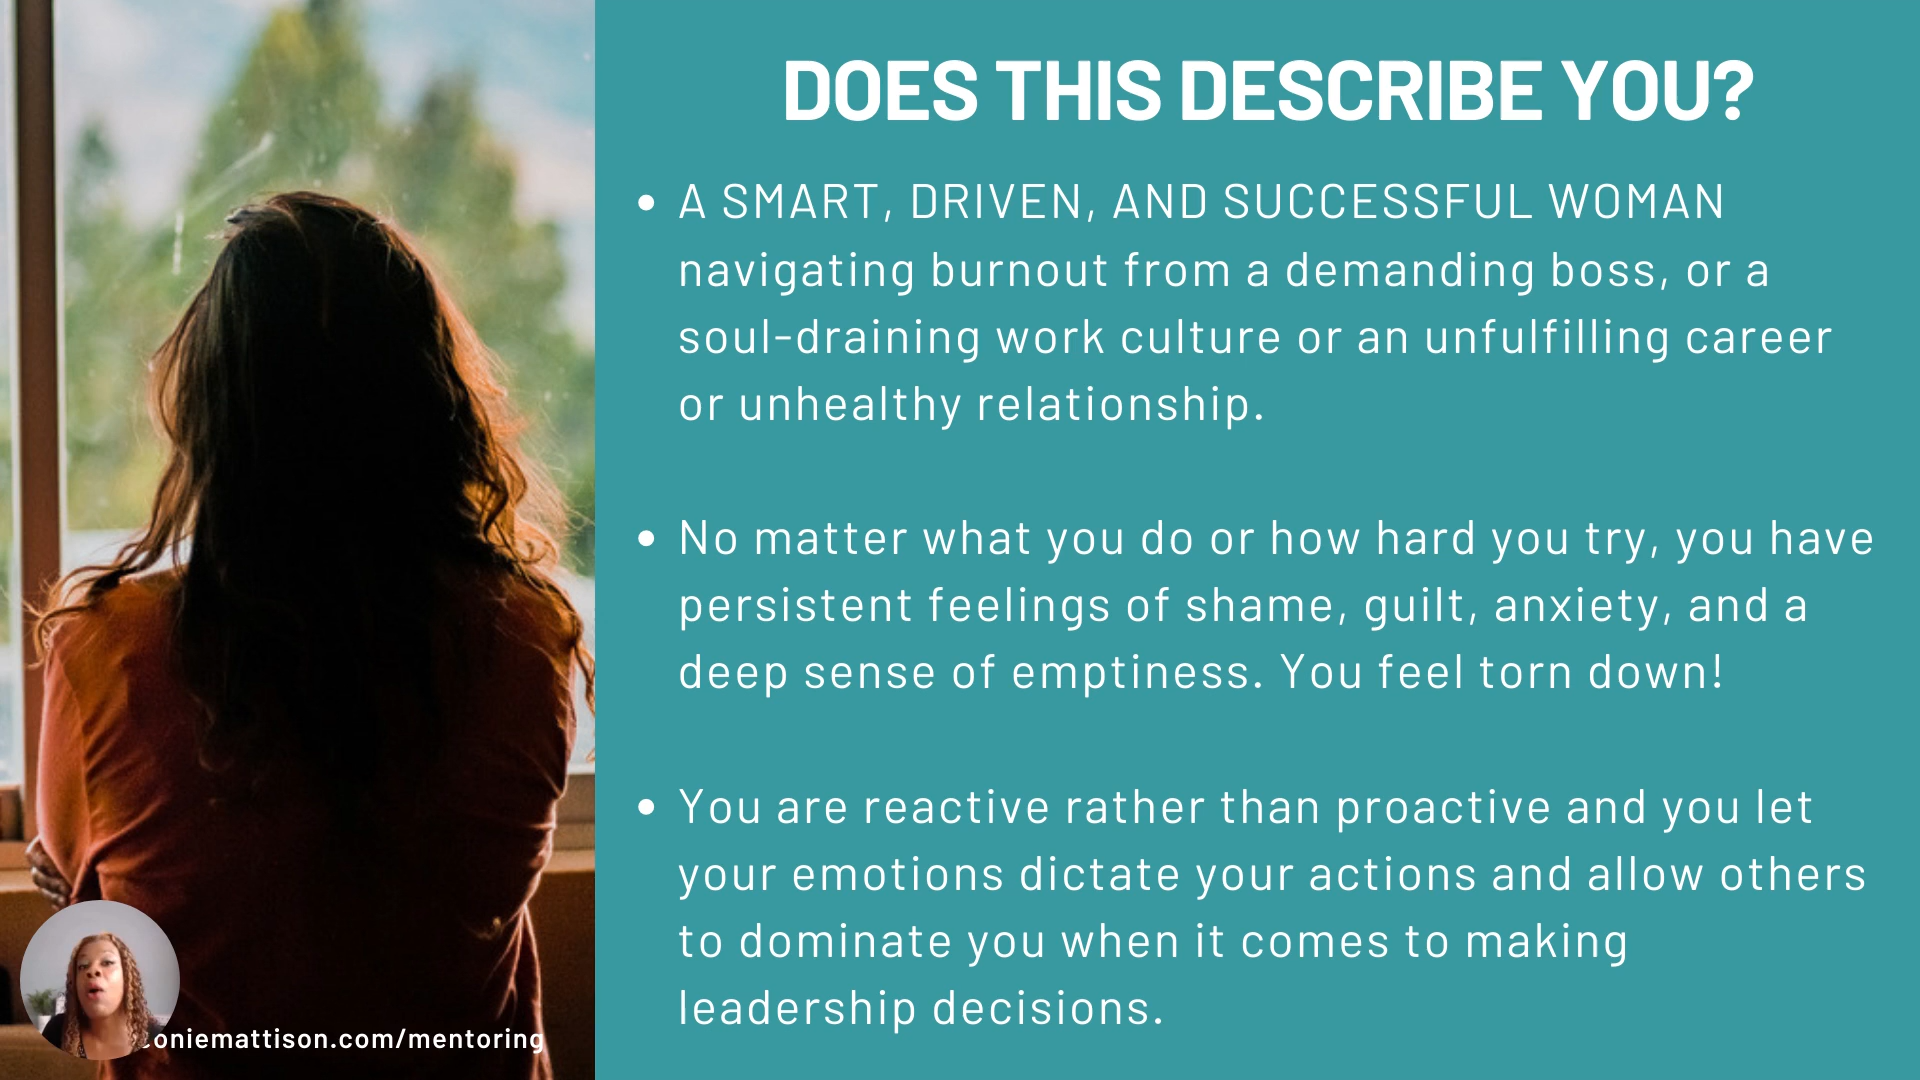 DOES THIS DESCRIBE YOU?
• A SMART, DRIVEN, AND SUCCESSFUL WOMAN
navigating burnout from a demanding boss, or a
soul-draining work culture or an unfulfilling career
or unhealthy relationship.
• No matter what you do or how hard you try, you have
persistent feelings of shame, guilt, anxiety, and a
deep sense of emptiness. You feel torn down!
• You are reactive rather than proactive and you let
your emotions dictate your actions and allow others
to dominate you when it comes to making
leadership decisions.
oniemattison.com/mentoring